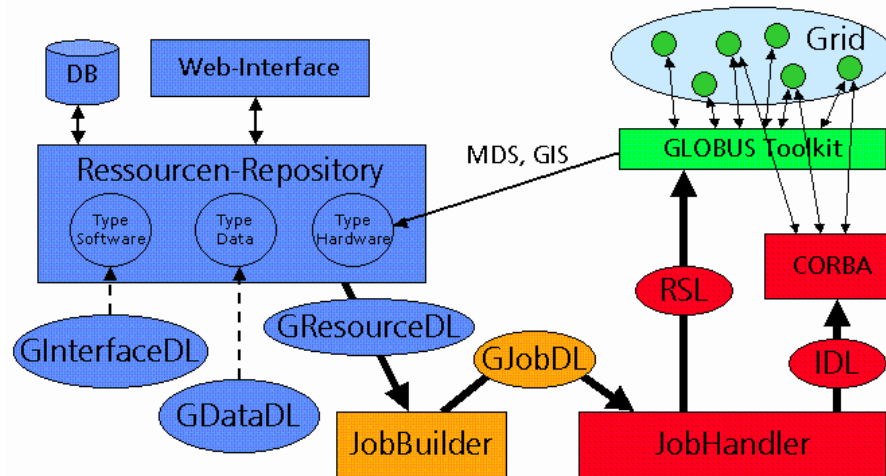 DB
Web-Interface
Grid
GLOBUS Toolkit
MDS, GIS
Ressourcen-Repository
Type
Software
Type
Data
Type
Hardware
CORBA
RSL
GResourceDL
GInterfaceDL
GJobDL
IDL
GDataDL
JobBuilder
JobHandler